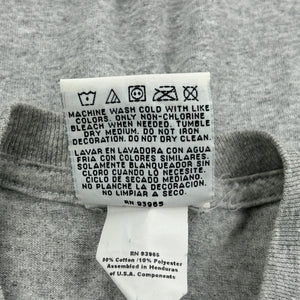 MACHINE WASH COLD WITH LIKE
COLORS, ONLY NON-CHLORINE
BLEACH WHEN NEEDED. TUMBLE
DRY MEDIUM. DO NOT IRON
DECORATION. DO NOT DRY CLEAN.
LAVAR EN LAVADORA CON AGUA
FRIA CON COLORES SIMILARES.
SOLAMENTE BLANQUEADOR SIN
CLORO CUANDO LO NECESITE.
CICLO DE SECADO MEDIANO.
NO PLANCHE LA DECORACION.
NO LIMPIAR A SECO.
RN 93965
RN 93965
90% Cotton /10% Polyester
Assembled in Honduras
of U.S.A. Components